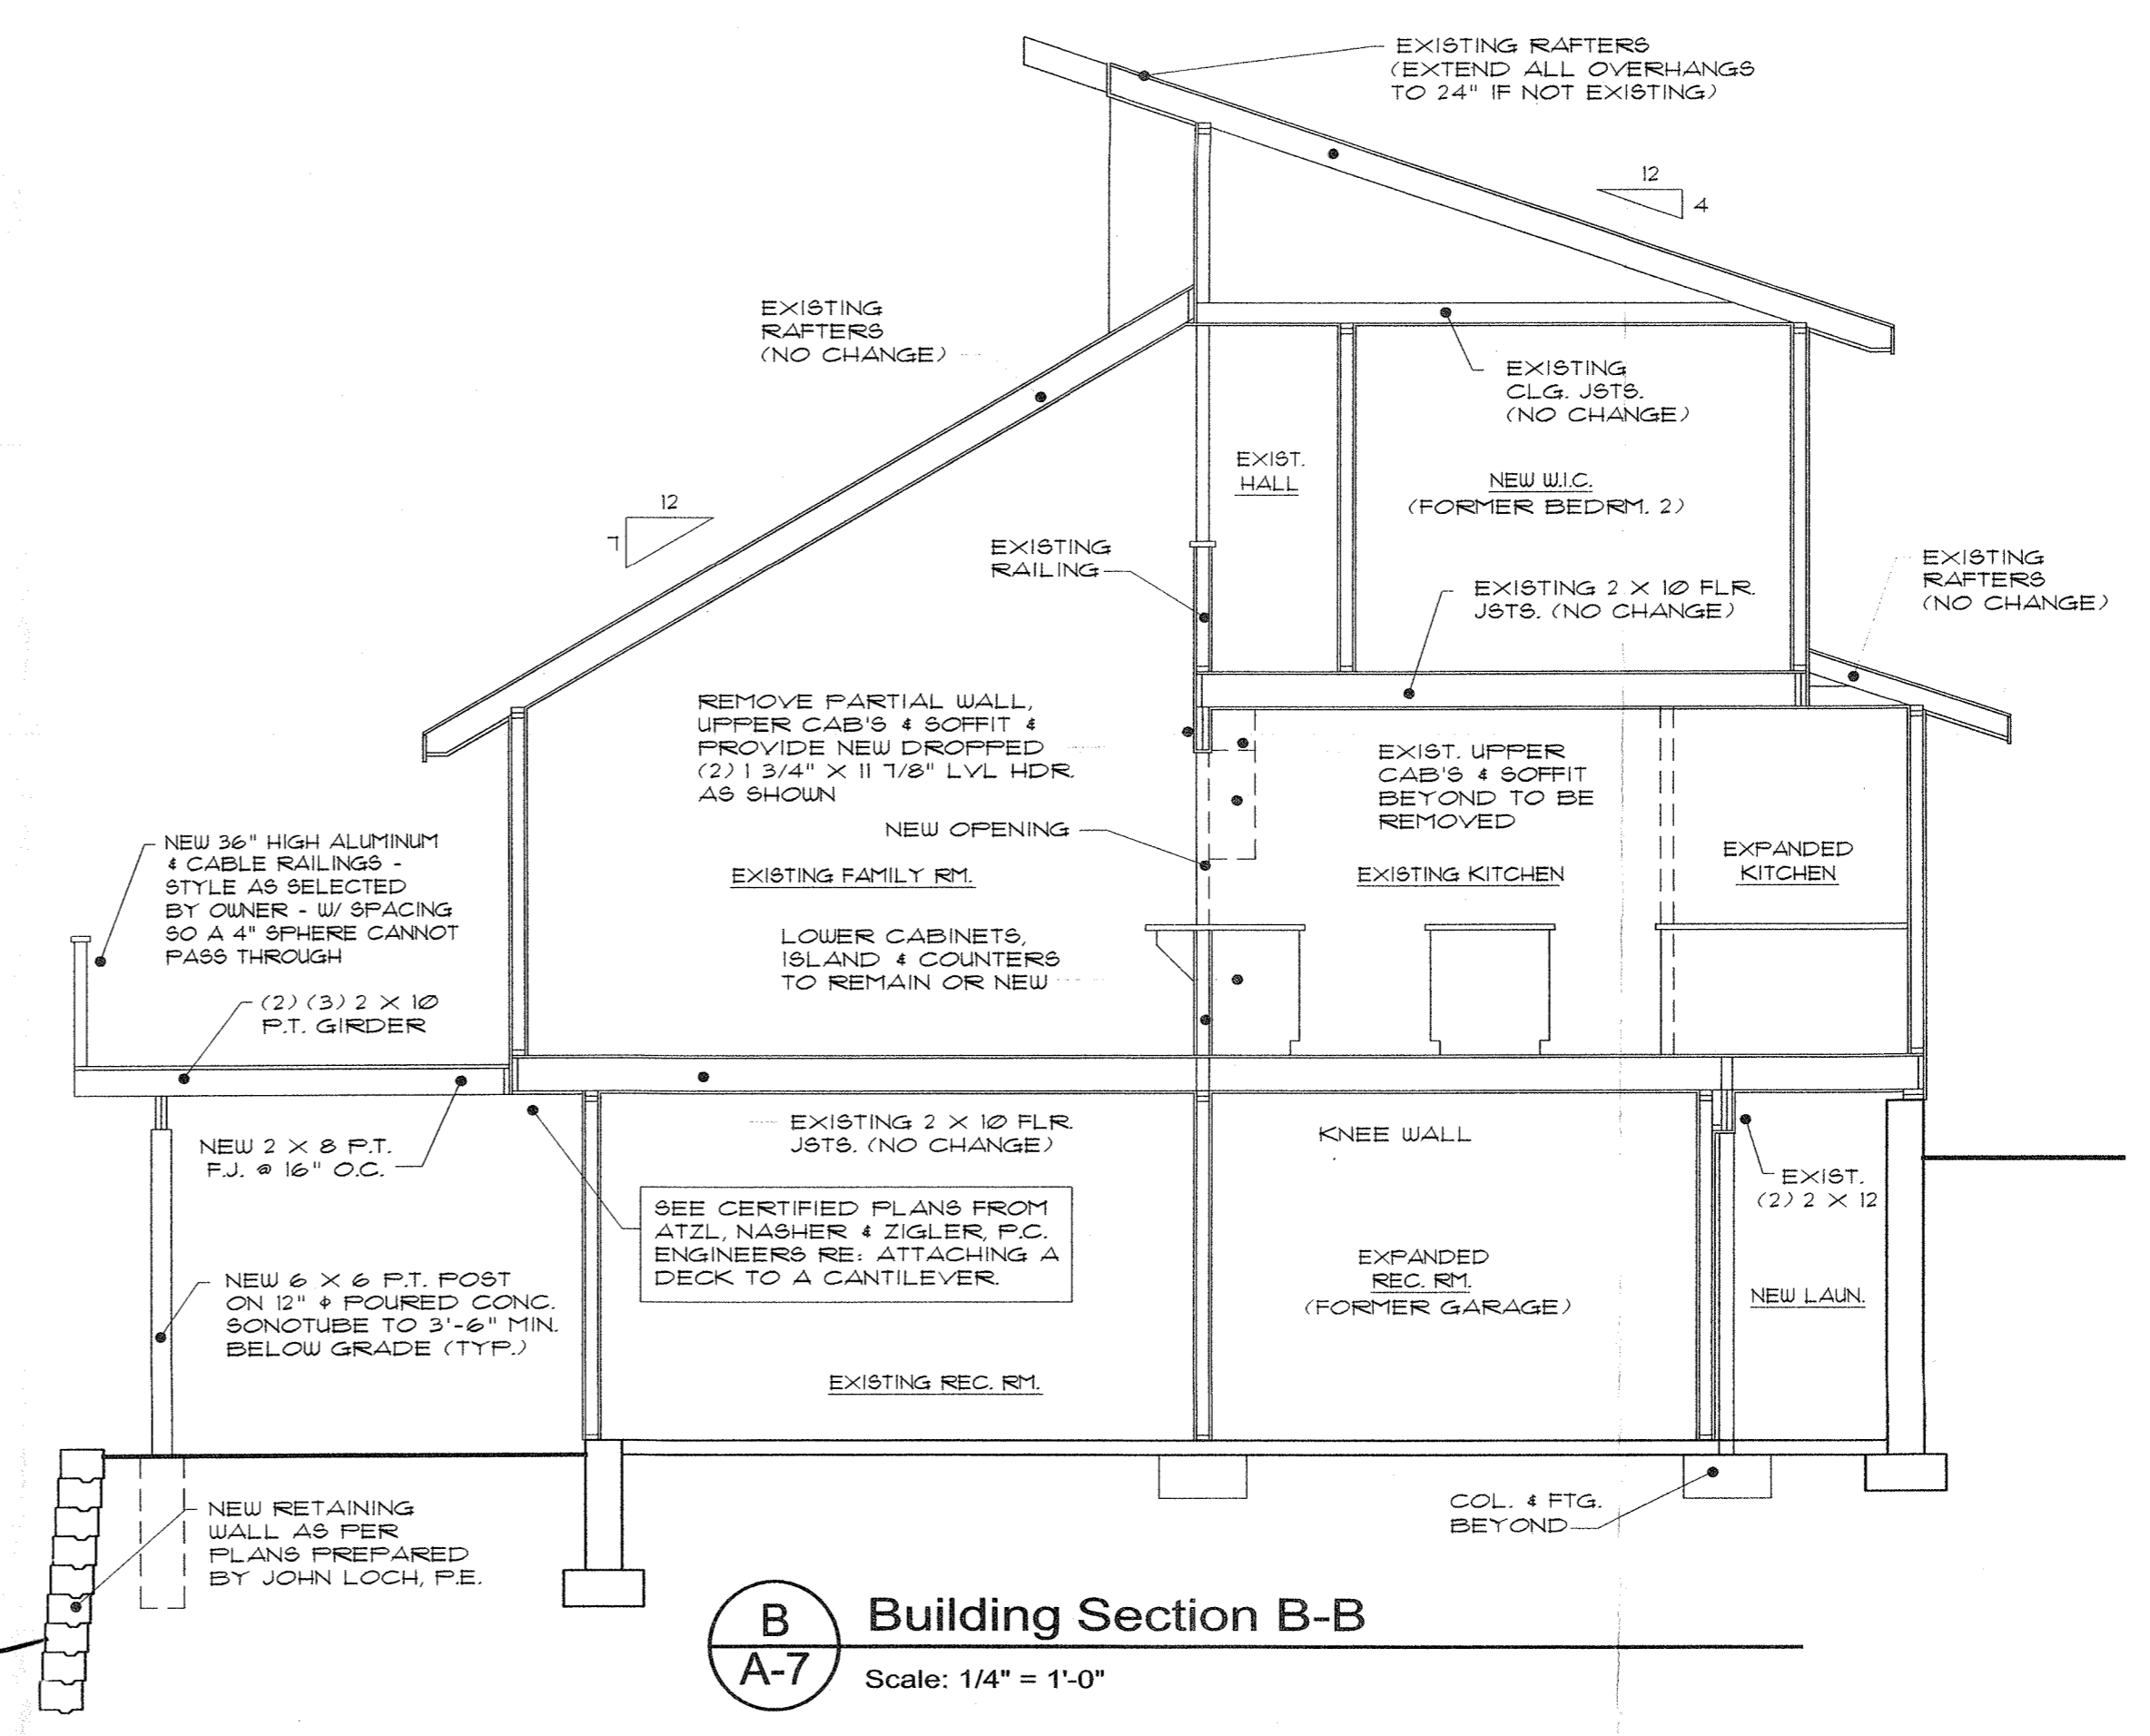 EXISTING RAFTERS
(EXTEND ALL OVERHANGS
TO 24" IF NOT EXISTING)
12
4
EXISTING
RAFTERS
(NO CHANGE)
EXISTING
CLG. JSTS.
(NO CHANGE)
EXIST.
HALL
NEW W.I.C.
(FORMER BEDRM. 2)
12
7
EXISTING
RAILING
EXISTING 2 X 10 FLR.
JSTS. (NO CHANGE)
EXISTING
RAFTERS
(NO CHANGE)
REMOVE PARTIAL WALL,
UPPER CAB'S & SOFFIT &
PROVIDE NEW DROPPED
(2) 1 3/4" X 11 7/8" LVL HDR.
AS SHOWN
EXIST. UPPER
CAB'S & SOFFIT
BEYOND TO BE
REMOVED
NEW OPENING
EXISTING FAMILY RM.
EXISTING KITCHEN
EXPANDED
KITCHEN
NEW 36" HIGH ALUMINUM
& CABLE RAILINGS -
STYLE AS SELECTED
BY OWNER - W/ SPACING
SO A 4" SPHERE CANNOT
PASS THROUGH
LOWER CABINETS,
ISLAND & COUNTERS
TO REMAIN OR NEW
(2) (3) 2 X 10
P.T. GIRDER
NEW 2 X 8 P.T.
F.J. @ 16" O.C.
EXISTING 2 X 10 FLR.
JSTS. (NO CHANGE)
KNEE WALL
EXIST.
(2) 2 X 12
SEE CERTIFIED PLANS FROM
ATZL, NASHER & ZIGLER, P.C.
ENGINEERS RE: ATTACHING A
DECK TO A CANTILEVER.
EXPANDED
REC. RM.
(FORMER GARAGE)
NEW LAUN.
NEW 6 X 6 P.T. POST
ON 12" ϕ POURED CONC.
SONOTUBE TO 3'-6" MIN.
BELOW GRADE (TYP.)
EXISTING REC. RM.
NEW RETAINING
WALL AS PER
PLANS PREPARED
BY JOHN LOCH, P.E.
COL. & FTG.
BEYOND
B
A-7
Building Section B-B
Scale: 1/4" = 1'-0"